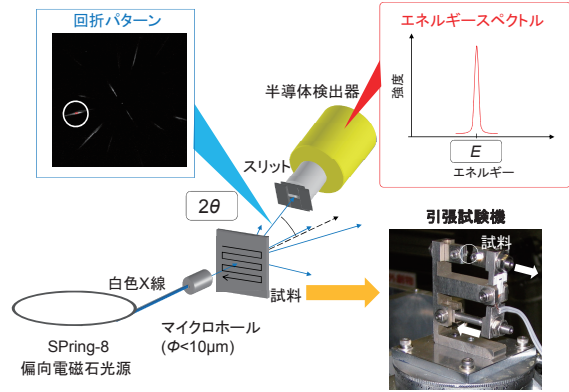 回折パターン
エネルギースペクトル
半導体検出器
強度
E
エネルギー
スリット
2θ
引張試験機
試料
白色X線
試料
SPring-8
偏向電磁石光源
マイクロホール
(Φ<10μm)